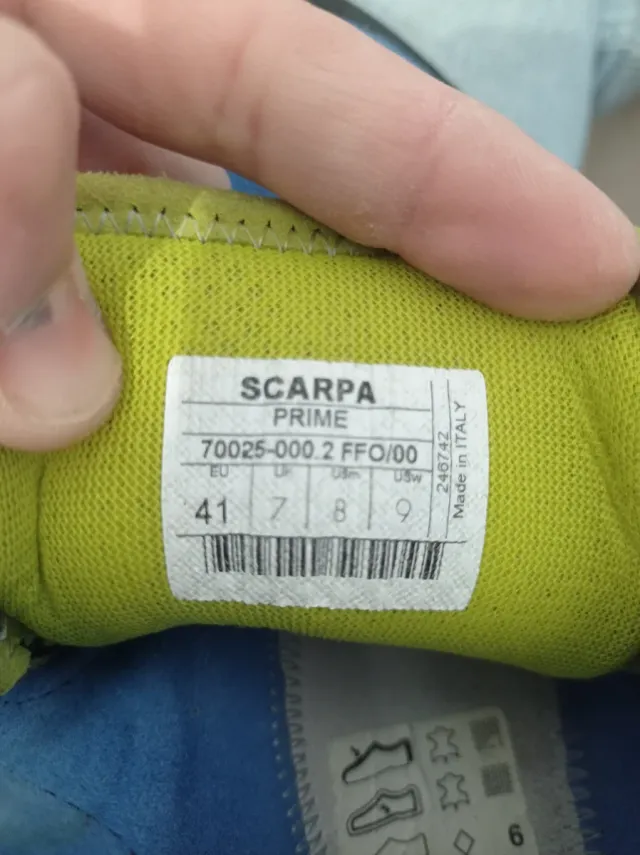 SCARPA
PRIME
70025-000.2 FFO/00
EU UK USm USw
41 7 8 9
246742
Made in ITALY
6